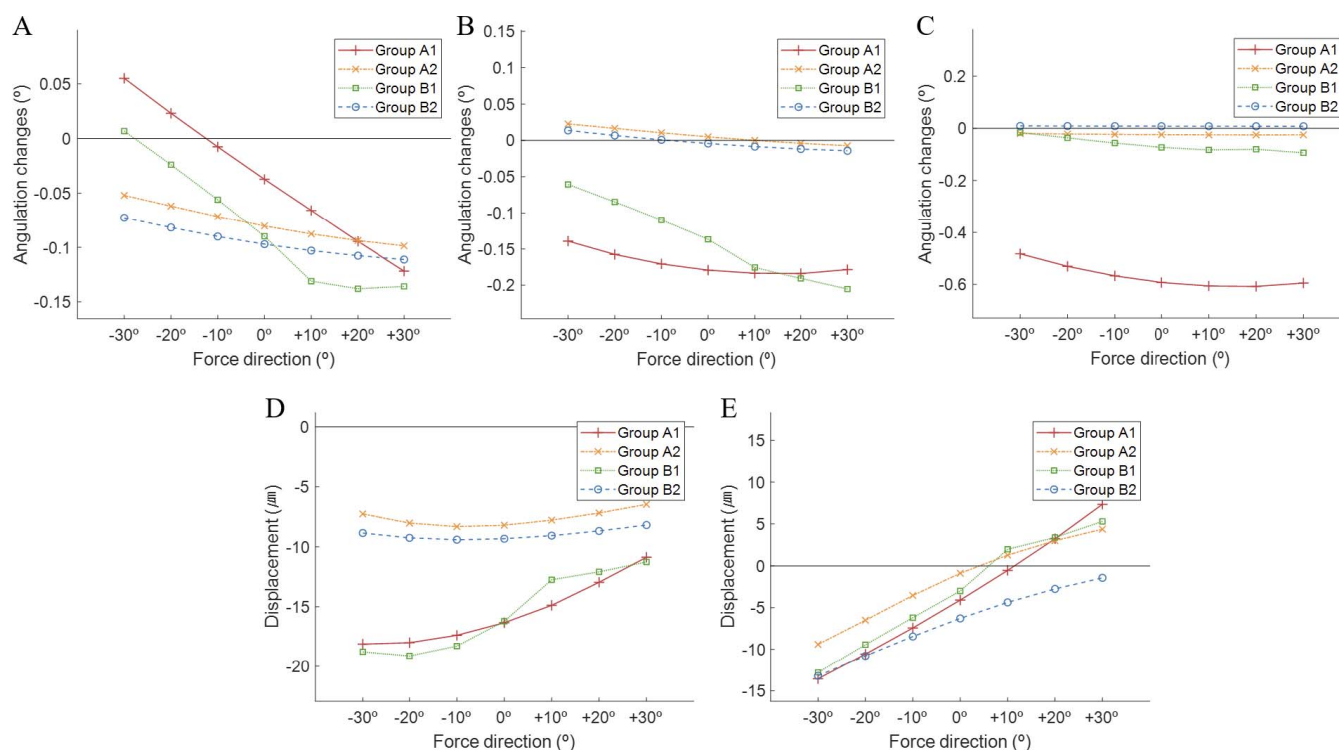 A
Angulation changes (º)
0.05
0
-0.05
-0.1
-0.15
-30º -20º -10º 0º +10º +20º +30º
Force direction (º)
Group A1
Group A2
Group B1
Group B2
B
Angulation changes (º)
0.15
0.1
0.05
0
-0.05
-0.1
-0.15
-0.2
-30º -20º -10º 0º +10º +20º +30º
Force direction (º)
Group A1
Group A2
Group B1
Group B2
C
Angulation changes (º)
0.2
0
-0.2
-0.4
-0.6
-30º -20º -10º 0º +10º +20º +30º
Force direction (º)
Group A1
Group A2
Group B1
Group B2
D
Displacement (㎛)
0
-5
-10
-15
-20
-30º -20º -10º 0º +10º +20º +30º
Force direction (º)
Group A1
Group A2
Group B1
Group B2
E
Displacement (㎛)
15
10
5
0
-5
-10
-15
-30º -20º -10º 0º +10º +20º +30º
Force direction (º)
Group A1
Group A2
Group B1
Group B2